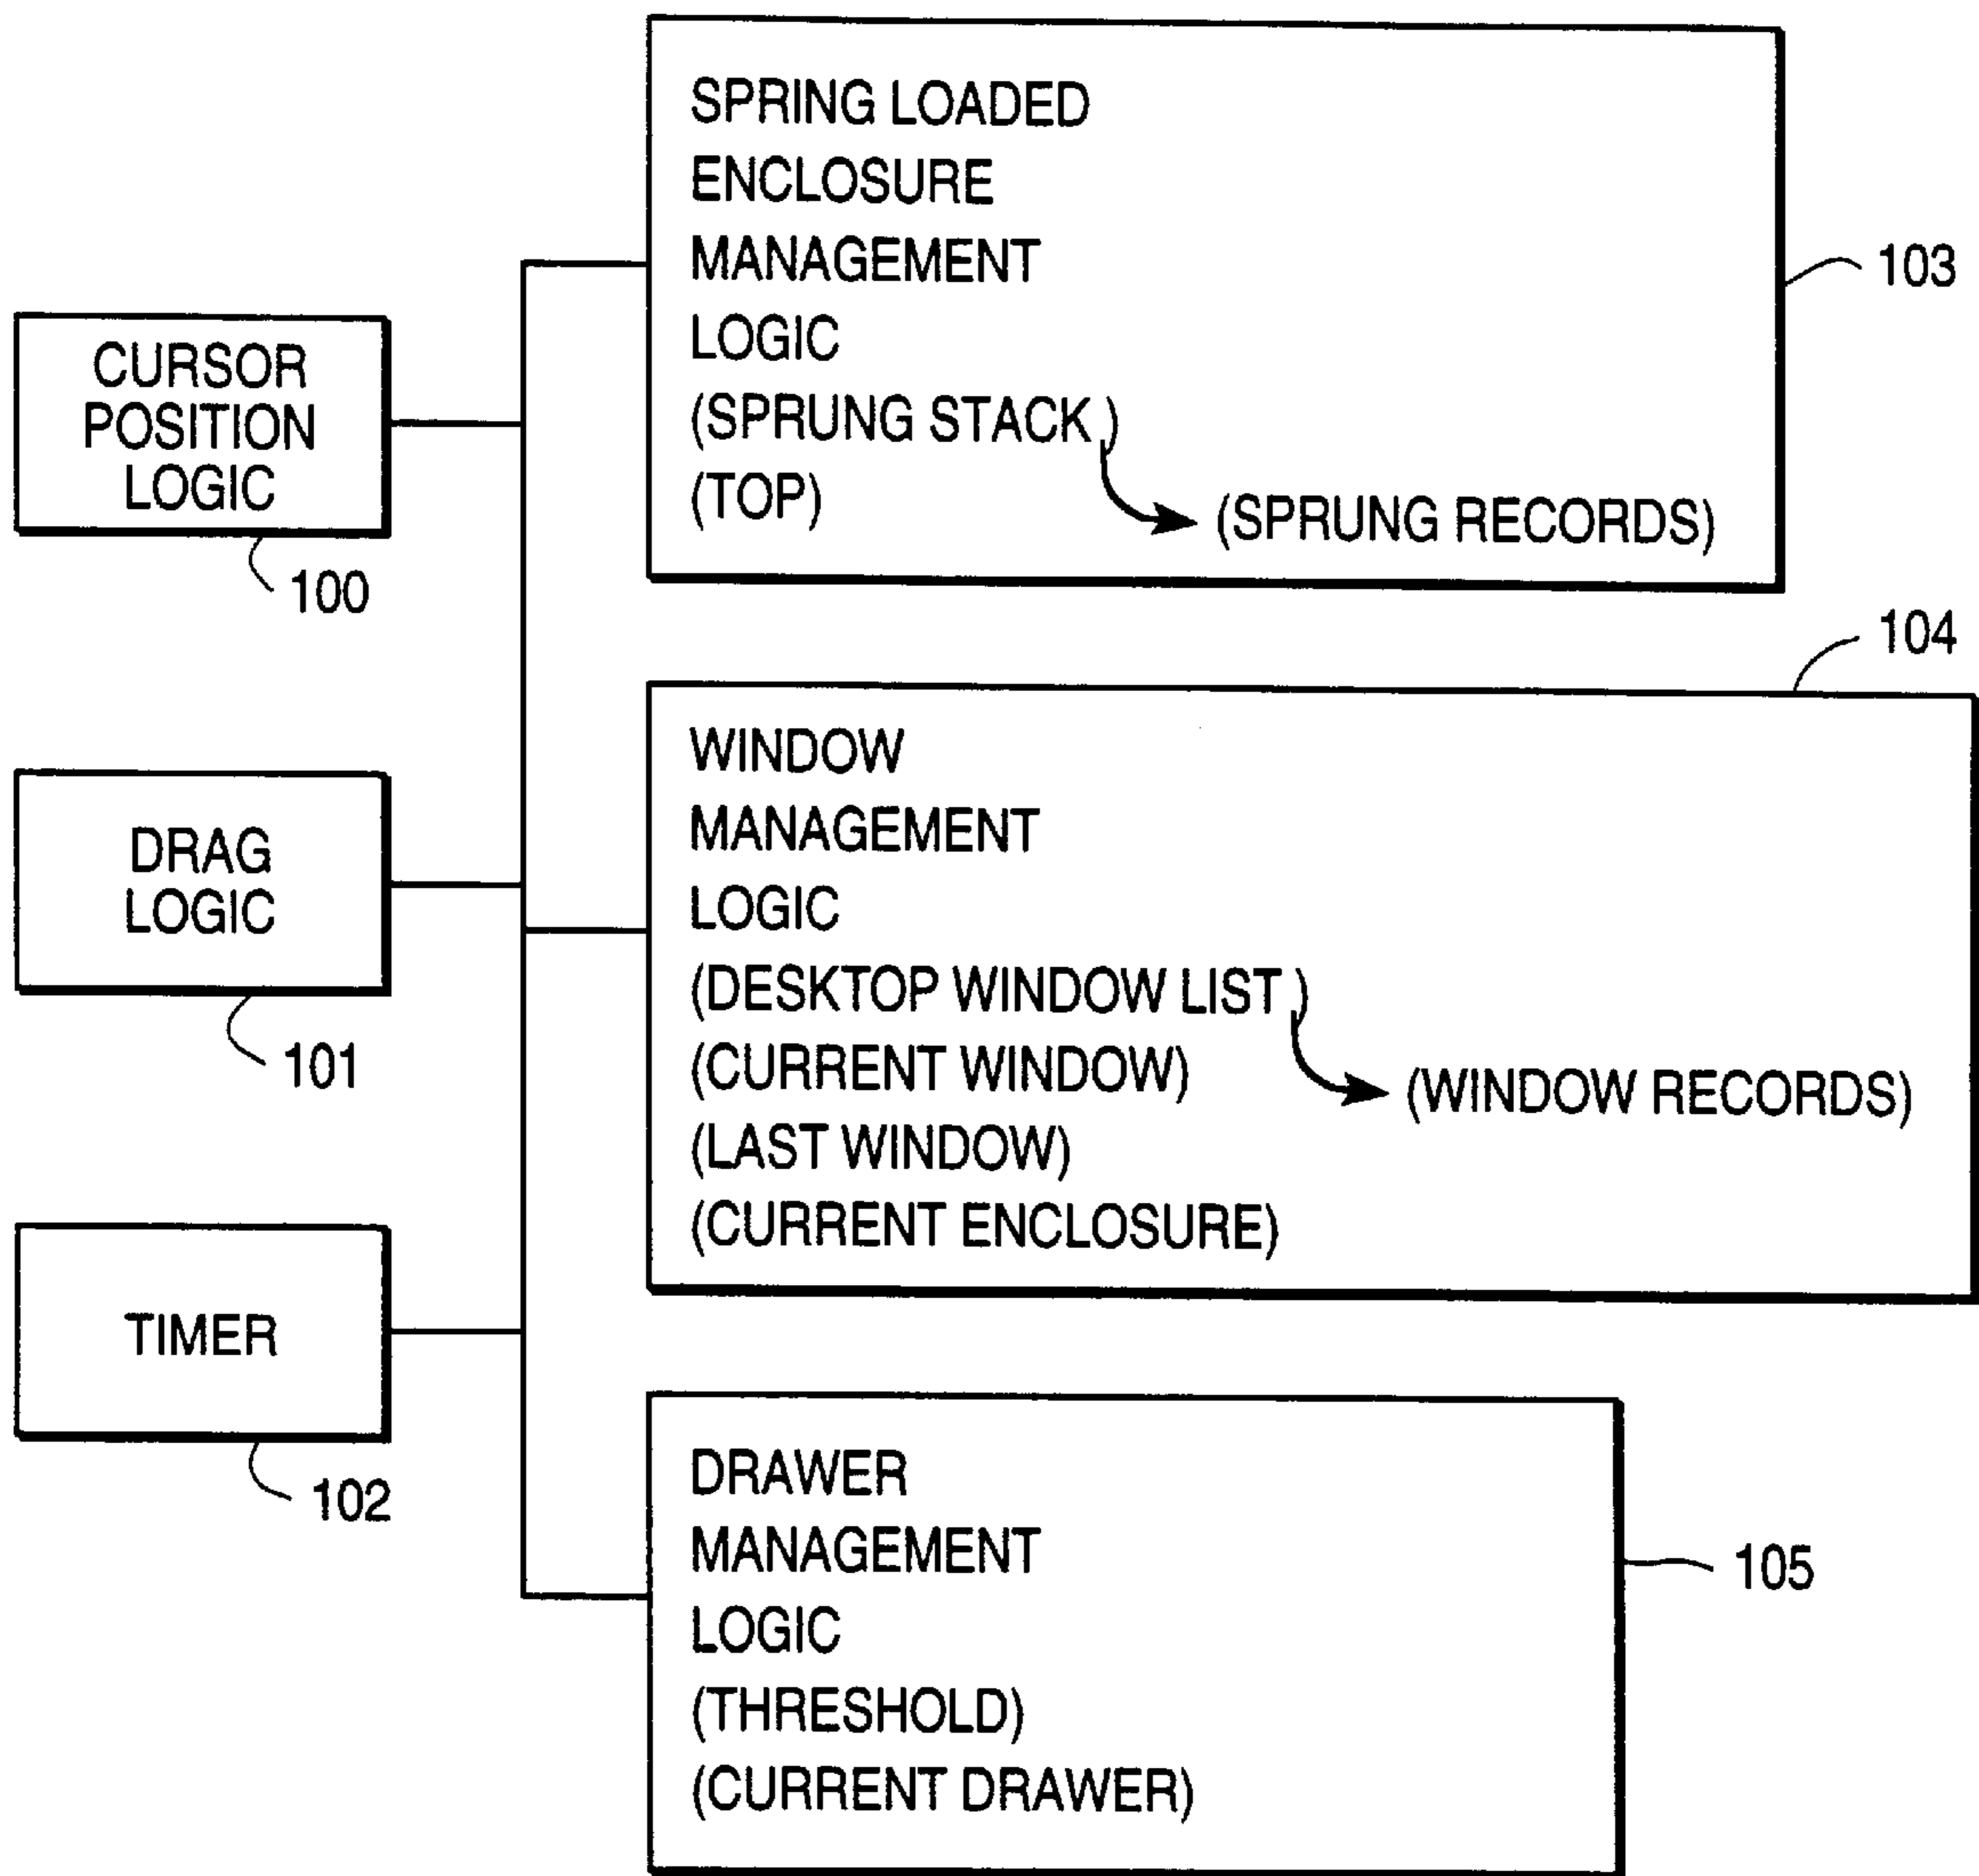 CURSOR
POSITION
LOGIC
100
DRAG
LOGIC
101
TIMER
102
SPRING LOADED
ENCLOSURE
MANAGEMENT
LOGIC
(SPRUNG STACK )
(TOP)
(SPRUNG RECORDS)
103
104
WINDOW
MANAGEMENT
LOGIC
(DESKTOP WINDOW LIST )
(CURRENT WINDOW)
(WINDOW RECORDS)
(LAST WINDOW)
(CURRENT ENCLOSURE)
DRAWER
MANAGEMENT
LOGIC
(THRESHOLD)
(CURRENT DRAWER)
105